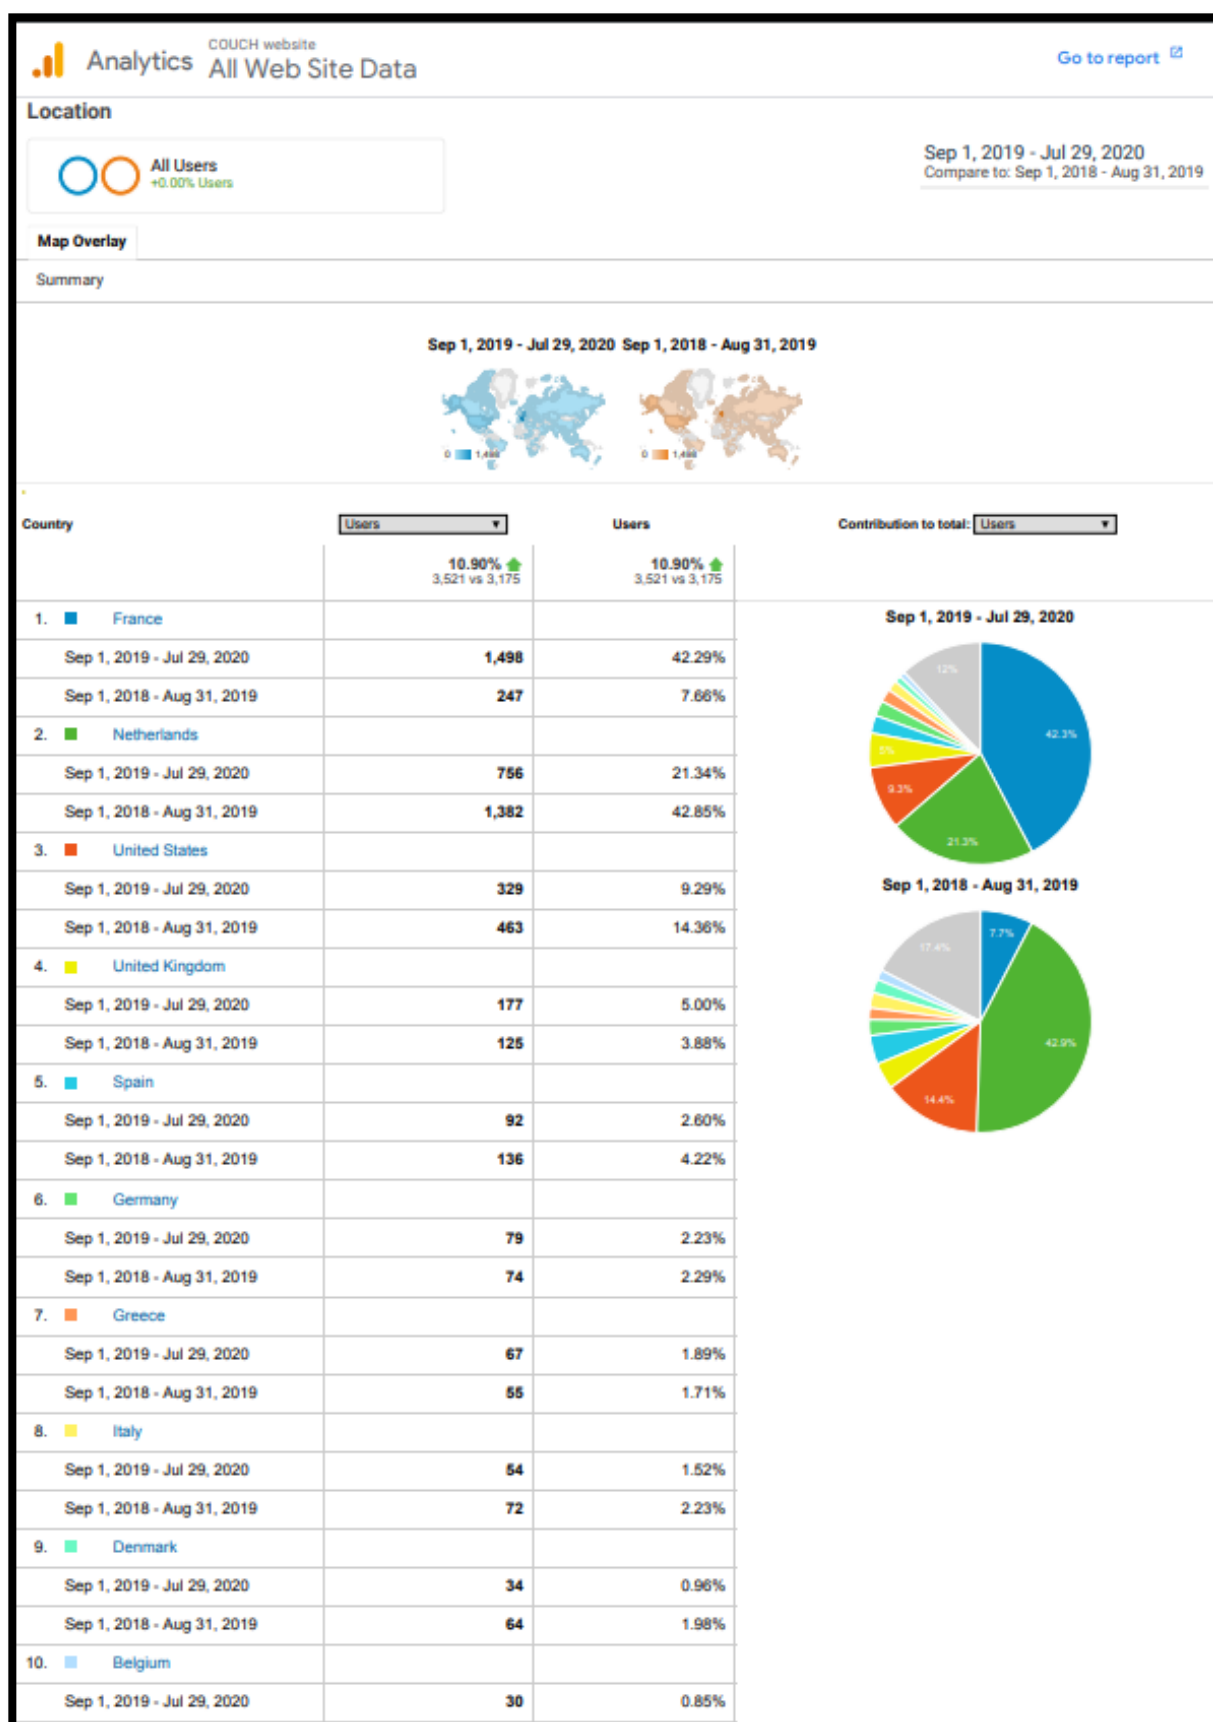 COUCH website
Analytics All Web Site Data
Go to report
Location
All Users
+0.00% Users
Sep 1, 2019 - Jul 29, 2020
Compare to: Sep 1, 2018 - Aug 31, 2019
Map Overlay
Summary
Sep 1, 2019 - Jul 29, 2020 Sep 1, 2018 - Aug 31, 2019
0 1,498 0 1,498
Country Users Users Contribution to total: Users
10.90% 10.90%
3,521 vs 3,175 3,521 vs 3,175
1. France
Sep 1, 2019 - Jul 29, 2020 1,498 42.29%
Sep 1, 2018 - Aug 31, 2019 247 7.66%
2. Netherlands
Sep 1, 2019 - Jul 29, 2020 756 21.34%
Sep 1, 2018 - Aug 31, 2019 1,382 42.85%
3. United States
Sep 1, 2019 - Jul 29, 2020 329 9.29%
Sep 1, 2018 - Aug 31, 2019 463 14.36%
4. United Kingdom
Sep 1, 2019 - Jul 29, 2020 177 5.00%
Sep 1, 2018 - Aug 31, 2019 125 3.88%
5. Spain
Sep 1, 2019 - Jul 29, 2020 92 2.60%
Sep 1, 2018 - Aug 31, 2019 136 4.22%
6. Germany
Sep 1, 2019 - Jul 29, 2020 79 2.23%
Sep 1, 2018 - Aug 31, 2019 74 2.29%
7. Greece
Sep 1, 2019 - Jul 29, 2020 67 1.89%
Sep 1, 2018 - Aug 31, 2019 55 1.71%
8. Italy
Sep 1, 2019 - Jul 29, 2020 54 1.52%
Sep 1, 2018 - Aug 31, 2019 72 2.23%
9. Denmark
Sep 1, 2019 - Jul 29, 2020 34 0.96%
Sep 1, 2018 - Aug 31, 2019 64 1.98%
10. Belgium
Sep 1, 2019 - Jul 29, 2020 30 0.85%
Sep 1, 2019 - Jul 29, 2020
12%
42.3%
5%
9.3%
21.3%
Sep 1, 2018 - Aug 31, 2019
7.7%
17.4%
42.9%
14.4%